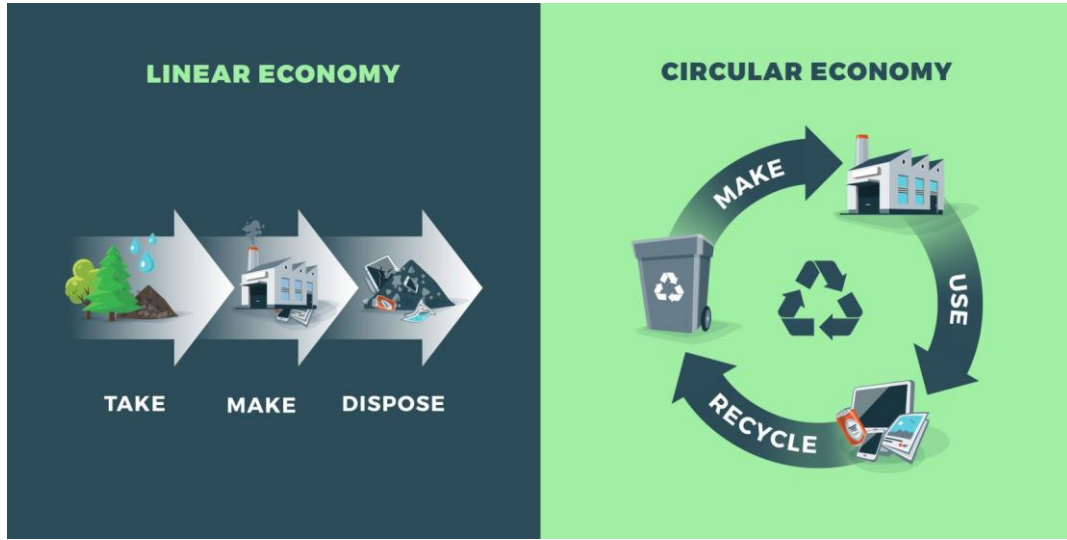 LINEAR ECONOMY
TAKE
MAKE
DISPOSE
CIRCULAR ECONOMY
MAKE
USE
RECYCLE